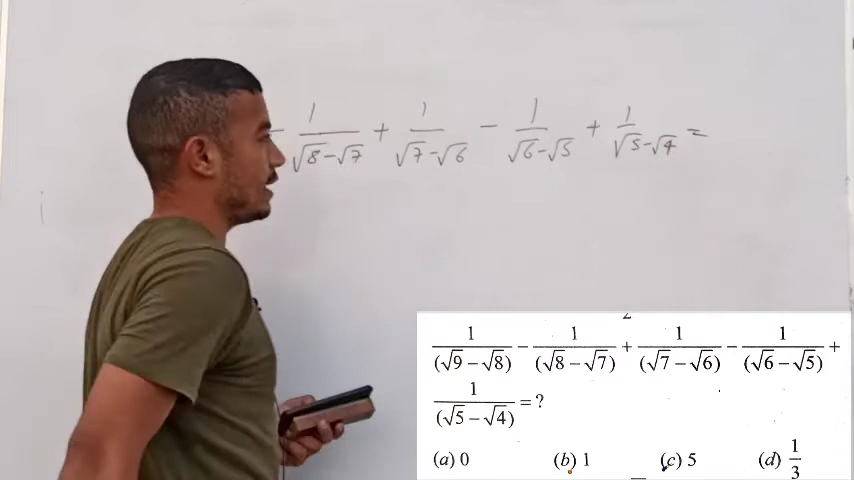 - 1/(√8-√7) + 1/(√7-√6) - 1/(√6-√5) + 1/(√5-√4) =
1/(√9-√8) - 1/(√8-√7) + 1/(√7-√6) - 1/(√6-√5) +
1/(√5-√4) = ?
(a) 0 (b) 1 (c) 5 (d) 1/3